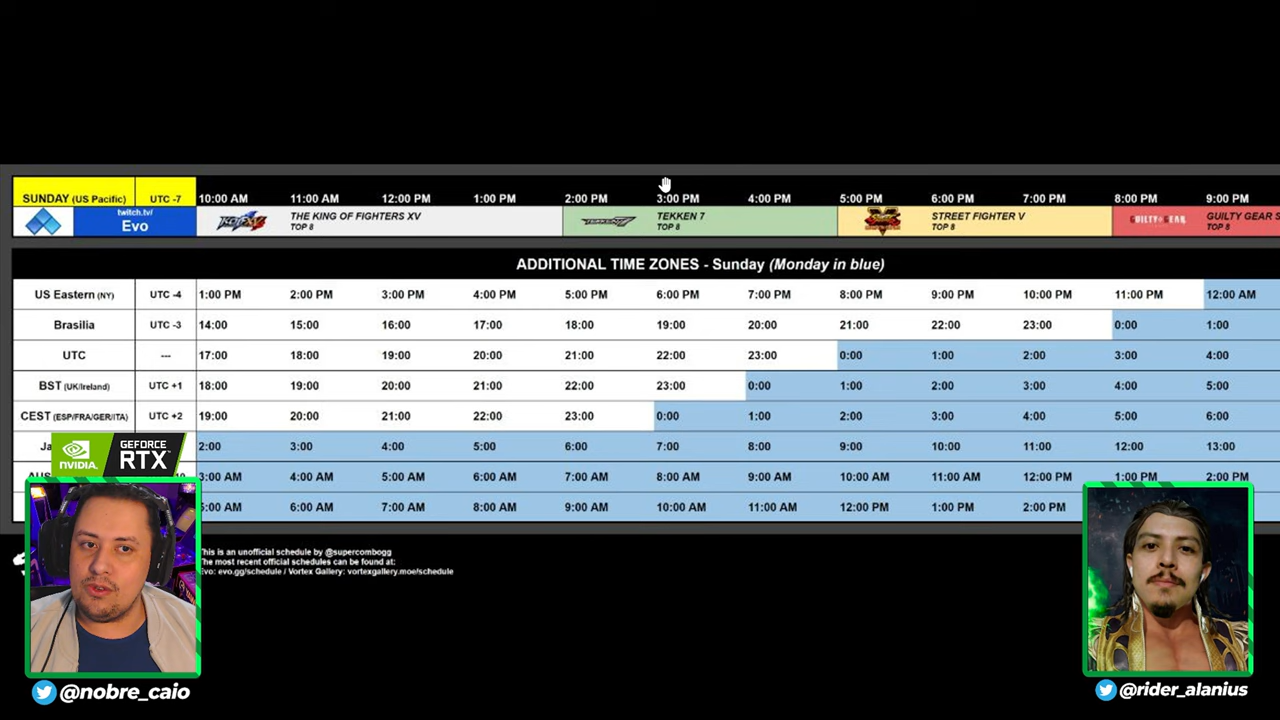 SUNDAY (US Pacific) UTC -7 10:00 AM 11:00 AM 12:00 PM 1:00 PM 2:00 PM 3:00 PM 4:00 PM 5:00 PM 6:00 PM 7:00 PM 8:00 PM 9:00 PM
twitch.tv/
Evo
THE KING OF FIGHTERS XV
TOP 8
TEKKEN 7
TEKKEN 7
TOP 8
STREET FIGHTER V
TOP 8
GUILTY GEAR
GUILTY GEAR S
TOP 8
ADDITIONAL TIME ZONES - Sunday (Monday in blue)
US Eastern (NY) UTC -4 1:00 PM 2:00 PM 3:00 PM 4:00 PM 5:00 PM 6:00 PM 7:00 PM 8:00 PM 9:00 PM 10:00 PM 11:00 PM 12:00 AM
Brasilia UTC -3 14:00 15:00 16:00 17:00 18:00 19:00 20:00 21:00 22:00 23:00 0:00 1:00
UTC --- 17:00 18:00 19:00 20:00 21:00 22:00 23:00 0:00 1:00 2:00 3:00 4:00
BST (UK/Ireland) UTC +1 18:00 19:00 20:00 21:00 22:00 23:00 0:00 1:00 2:00 3:00 4:00 5:00
CEST (ESP/FRA/GER/ITA) UTC +2 19:00 20:00 21:00 22:00 23:00 0:00 1:00 2:00 3:00 4:00 5:00 6:00
Ja 2:00 3:00 4:00 5:00 6:00 7:00 8:00 9:00 10:00 11:00 12:00 13:00
AUS 3:00 AM 4:00 AM 5:00 AM 6:00 AM 7:00 AM 8:00 AM 9:00 AM 10:00 AM 11:00 AM 12:00 PM 1:00 PM 2:00 PM
5:00 AM 6:00 AM 7:00 AM 8:00 AM 9:00 AM 10:00 AM 11:00 AM 12:00 PM 1:00 PM 2:00 PM
NVIDIA. GEFORCE
RTX
This is an unofficial schedule by @supercombogg
The most recent official schedules can be found at:
Evo: evo.gg/schedule / Vortex Gallery: vortexgallery.moe/schedule
@nobre_caio
@rider_alanius